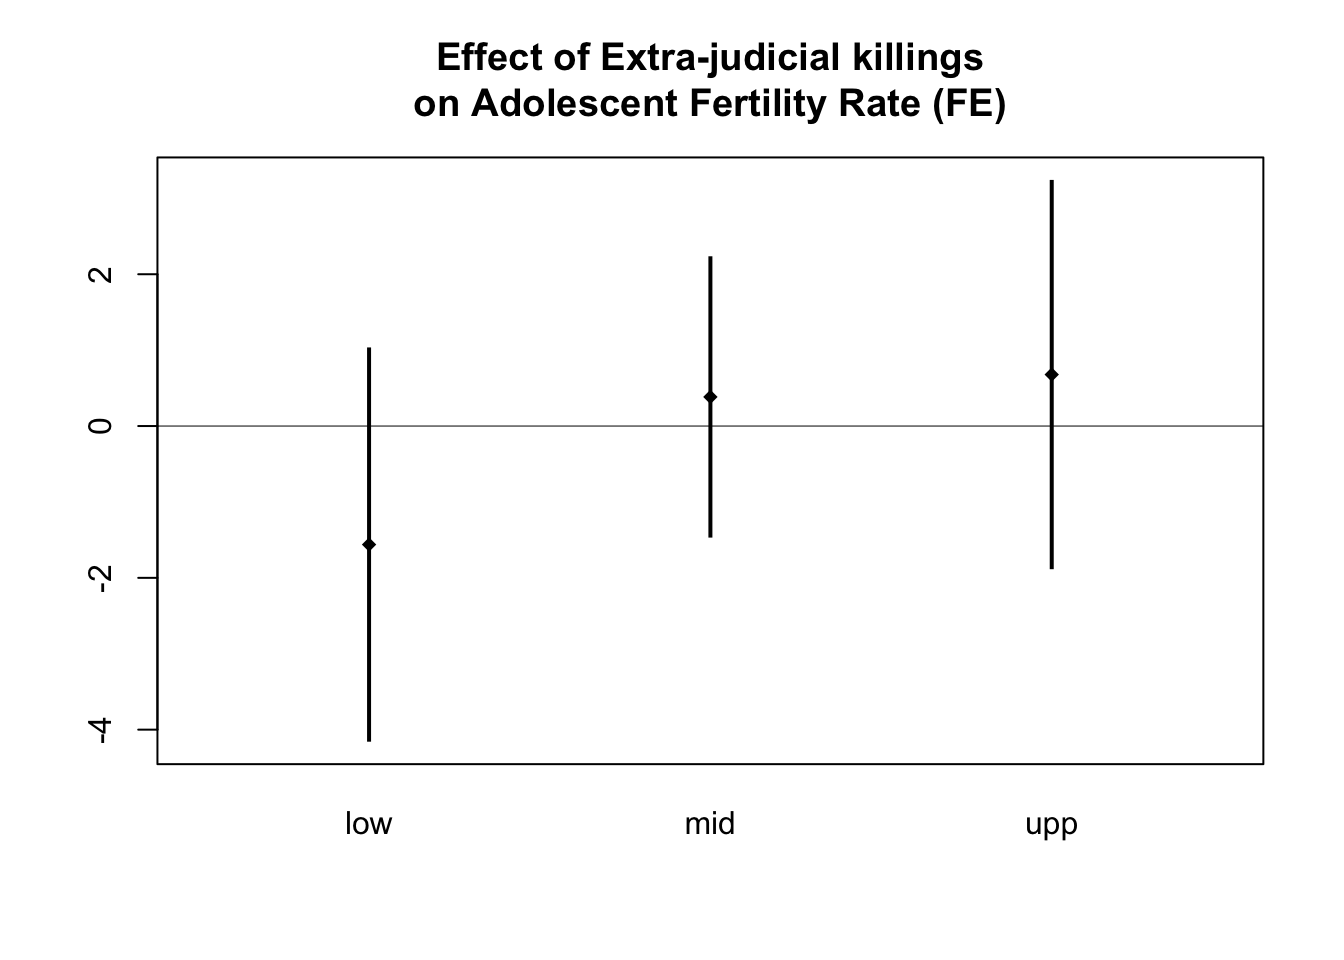 Effect of Extra-judicial killings
on Adolescent Fertility Rate (FE)
2
0
-2
-4
low mid upp